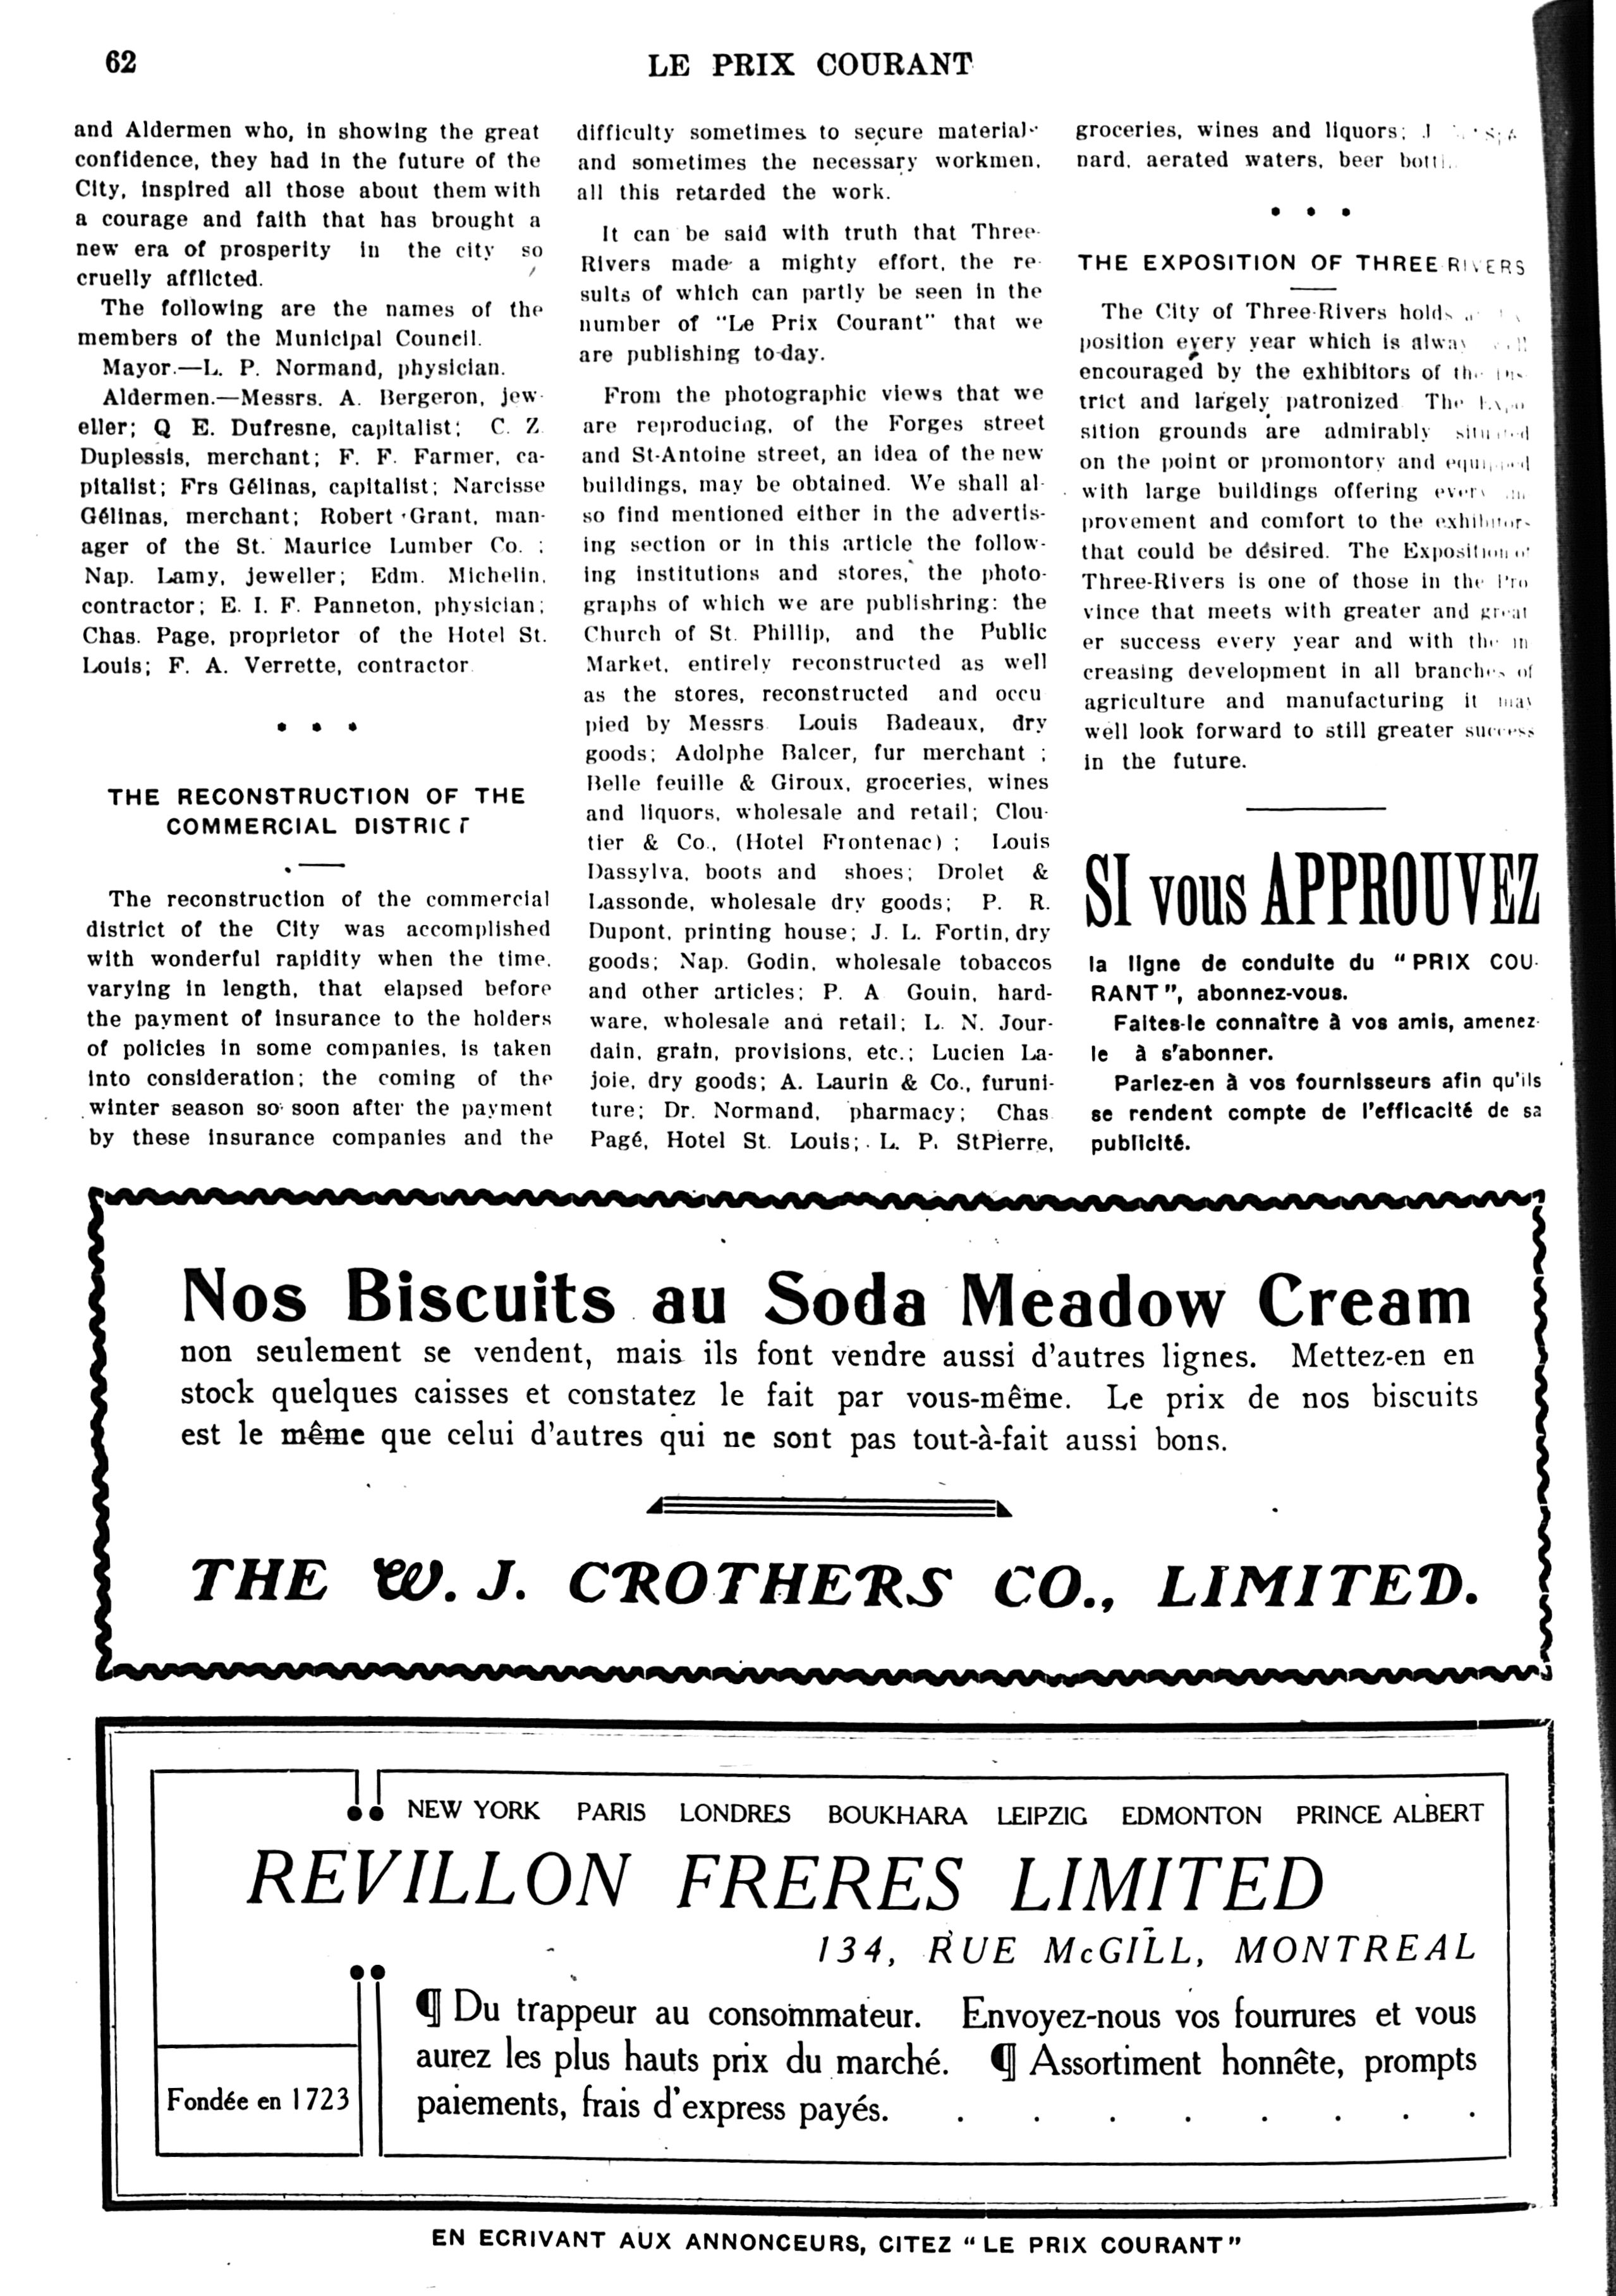 62
LE PRIX COURANT
and Aldermen who, in showing the great
confidence, they had in the future of the
City, inspired all those about them with
a courage and faith that has brought a
new era of prosperity in the city so
cruelly afflicted.
The following are the names of the
members of the Municipal Council.
Mayor.—L. P. Normand, physician.
Aldermen.—Messrs. A. Bergeron, jew-
eller; Q E. Dufresne, capitalist; C. Z.
Duplessis, merchant; F. F. Farmer, ca-
pitalist; Frs Gélinas, capitalist; Narcisse
Gélinas, merchant; Robert Grant, man-
ager of the St. Maurice Lumber Co. ;
Nap. Lamy, jeweller; Edm. Michelin,
contractor; E. I. F. Panneton, physician;
Chas. Page, proprietor of the Hotel St.
Louis; F. A. Verrette, contractor
• • •
THE RECONSTRUCTION OF THE
COMMERCIAL DISTRICT
The reconstruction of the commercial
district of the City was accomplished
with wonderful rapidity when the time,
varying in length, that elapsed before
the payment of insurance to the holders
of policies in some companies, is taken
into consideration; the coming of the
winter season so soon after the payment
by these insurance companies and the
difficulty sometimes to secure material
and sometimes the necessary workmen,
all this retarded the work.
It can be said with truth that Three-
Rivers made a mighty effort, the re-
sults of which can partly be seen in the
number of "Le Prix Courant" that we
are publishing to-day.
From the photographic views that we
are reproducing, of the Forges street
and St-Antoine street, an idea of the new
buildings, may be obtained. We shall al-
so find mentioned either in the advertis-
ing section or in this article the follow-
ing institutions and stores, the photo-
graphs of which we are publishring: the
Church of St. Phillip, and the Public
Market, entirely reconstructed as well
as the stores, reconstructed and occu
pied by Messrs Louis Badeaux, dry
goods; Adolphe Balcer, fur merchant ;
Belle feuille & Giroux, groceries, wines
and liquors, wholesale and retail; Clou-
tier & Co., (Hotel Frontenac) ; Louis
Dassylva, boots and shoes; Drolet &
Lassonde, wholesale dry goods; P. R.
Dupont, printing house; J. L. Fortin, dry
goods; Nap. Godin, wholesale tobaccos
and other articles; P. A Gouin, hard-
ware, wholesale and retail; L. N. Jour-
dain, grain, provisions, etc.; Lucien La-
joie, dry goods; A. Laurin & Co., furuni-
ture; Dr. Normand, pharmacy; Chas
Pagé, Hotel St. Louis; L. P. StPierre,
groceries, wines and liquors;
nard, aerated waters, beer
• • •
THE EXPOSITION OF THREE RIVERS
The City of Three-Rivers holds
position every year which is alway
encouraged by the exhibitors of the Dis-
trict and largely patronized The Expo
sition grounds are admirably situated
on the point or promontory and equipped
with large buildings offering every im
provement and comfort to the exhibitor-
that could be désired. The Exposition of
Three-Rivers is one of those in the Pro
vince that meets with greater and great
er success every year and with the in
creasing development in all branches of
agriculture and manufacturing it may
well look forward to still greater success
in the future.
SI vous APPROUVEZ
la ligne de conduite du "PRIX COU-
RANT", abonnez-vous.
Faites-le connaître à vos amis, amenez-
le à s'abonner.
Parlez-en à vos fournisseurs afin qu'ils
se rendent compte de l'efficacité de sa
publicité.
Nos Biscuits au Soda Meadow Cream
non seulement se vendent, mais ils font vendre aussi d'autres lignes. Mettez-en en
stock quelques caisses et constatez le fait par vous-même. Le prix de nos biscuits
est le même que celui d'autres qui ne sont pas tout-à-fait aussi bons.
THE W. J. CROTHERS CO., LIMITED.
NEW YORK PARIS LONDRES BOUKHARA LEIPZIG EDMONTON PRINCE ALBERT
REVILLON FRERES LIMITED
134, RUE McGILL, MONTREAL
¶ Du trappeur au consommateur. Envoyez-nous vos fourrures et vous
aurez les plus hauts prix du marché. ¶ Assortiment honnête, prompts
paiements, frais d'express payés. . . . . . . . .
Fondée en 1723
EN ECRIVANT AUX ANNONCEURS, CITEZ "LE PRIX COURANT"